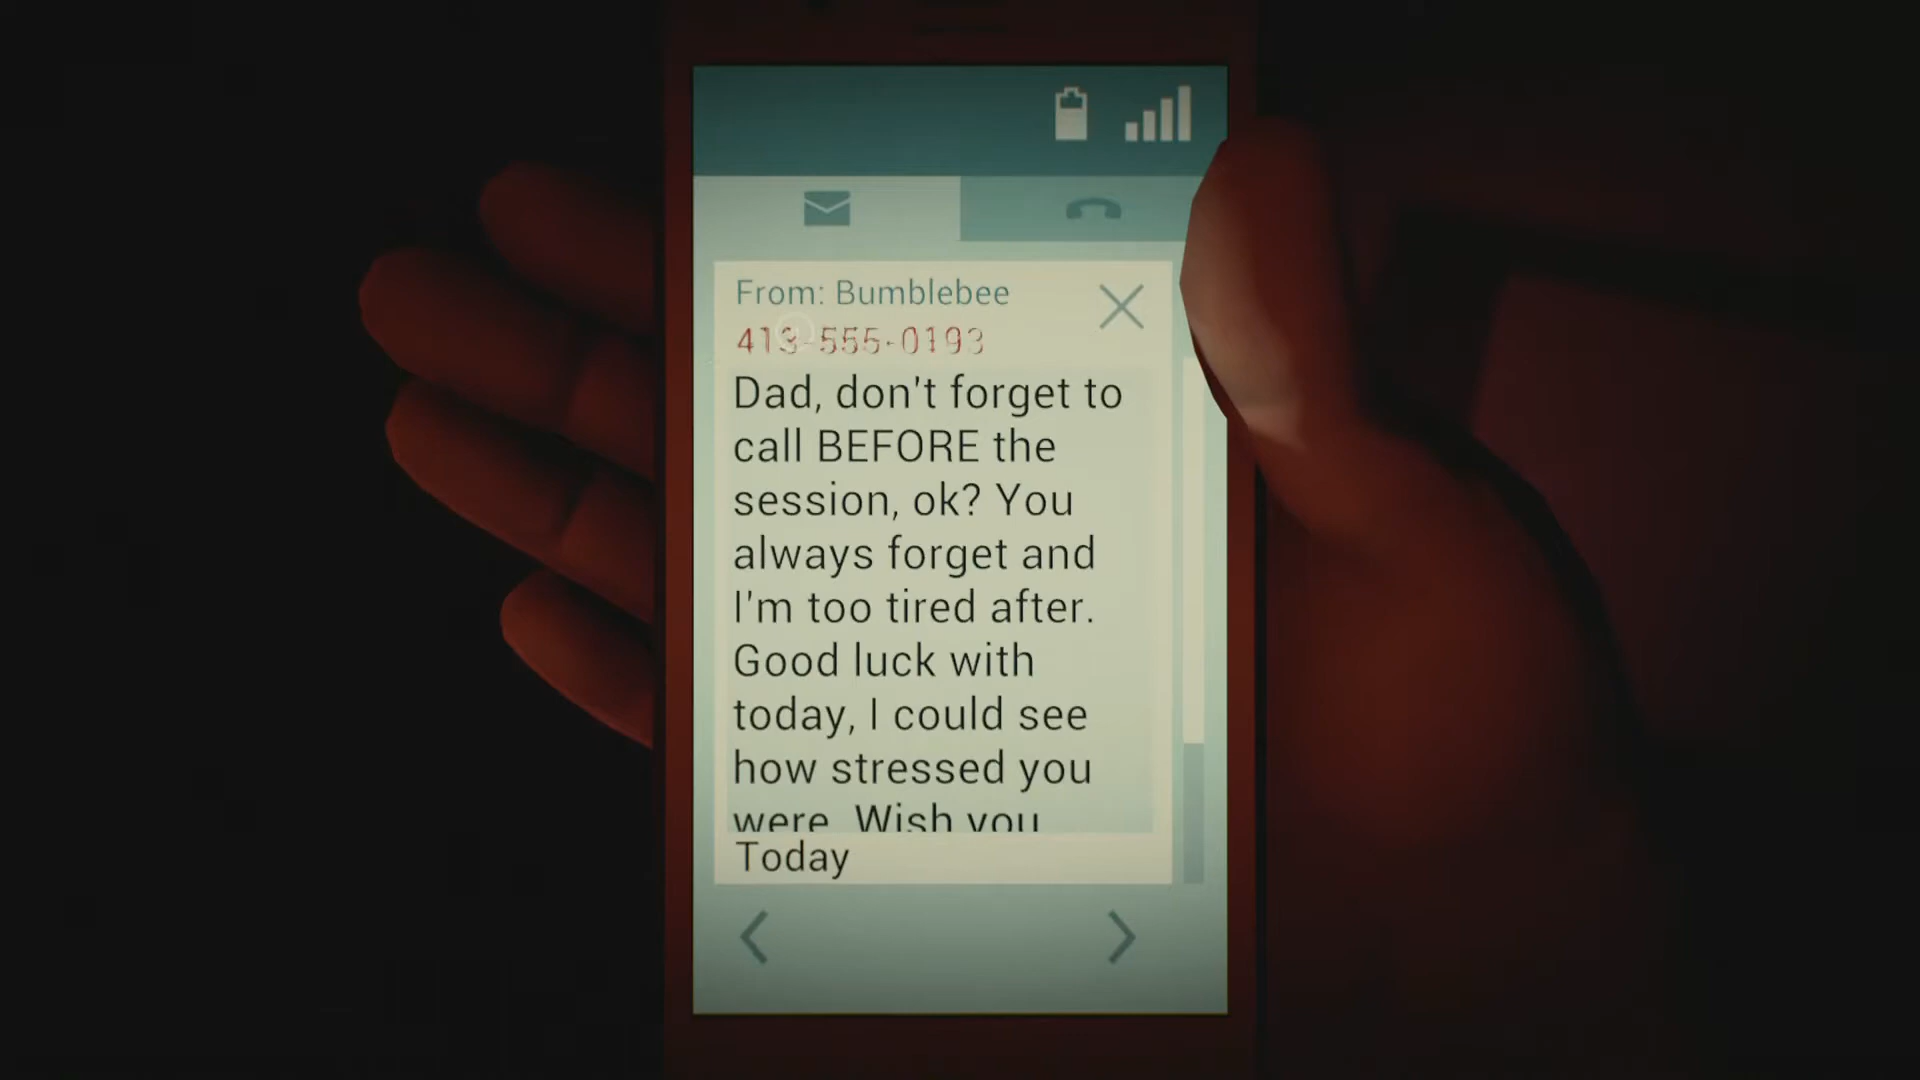 From: Bumblebee
413-555-0193
Dad, don't forget to
call BEFORE the
session, ok? You
always forget and
I'm too tired after.
Good luck with
today, I could see
how stressed you
were. Wish you
Today